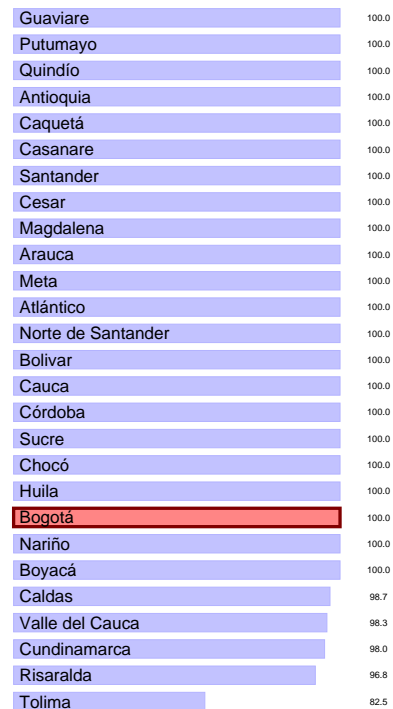 Guaviare 100.0
Putumayo 100.0
Quindío 100.0
Antioquia 100.0
Caquetá 100.0
Casanare 100.0
Santander 100.0
Cesar 100.0
Magdalena 100.0
Arauca 100.0
Meta 100.0
Atlántico 100.0
Norte de Santander 100.0
Bolivar 100.0
Cauca 100.0
Córdoba 100.0
Sucre 100.0
Chocó 100.0
Huila 100.0
Bogotá 100.0
Nariño 100.0
Boyacá 100.0
Caldas 98.7
Valle del Cauca 98.3
Cundinamarca 98.0
Risaralda 96.8
Tolima 82.5